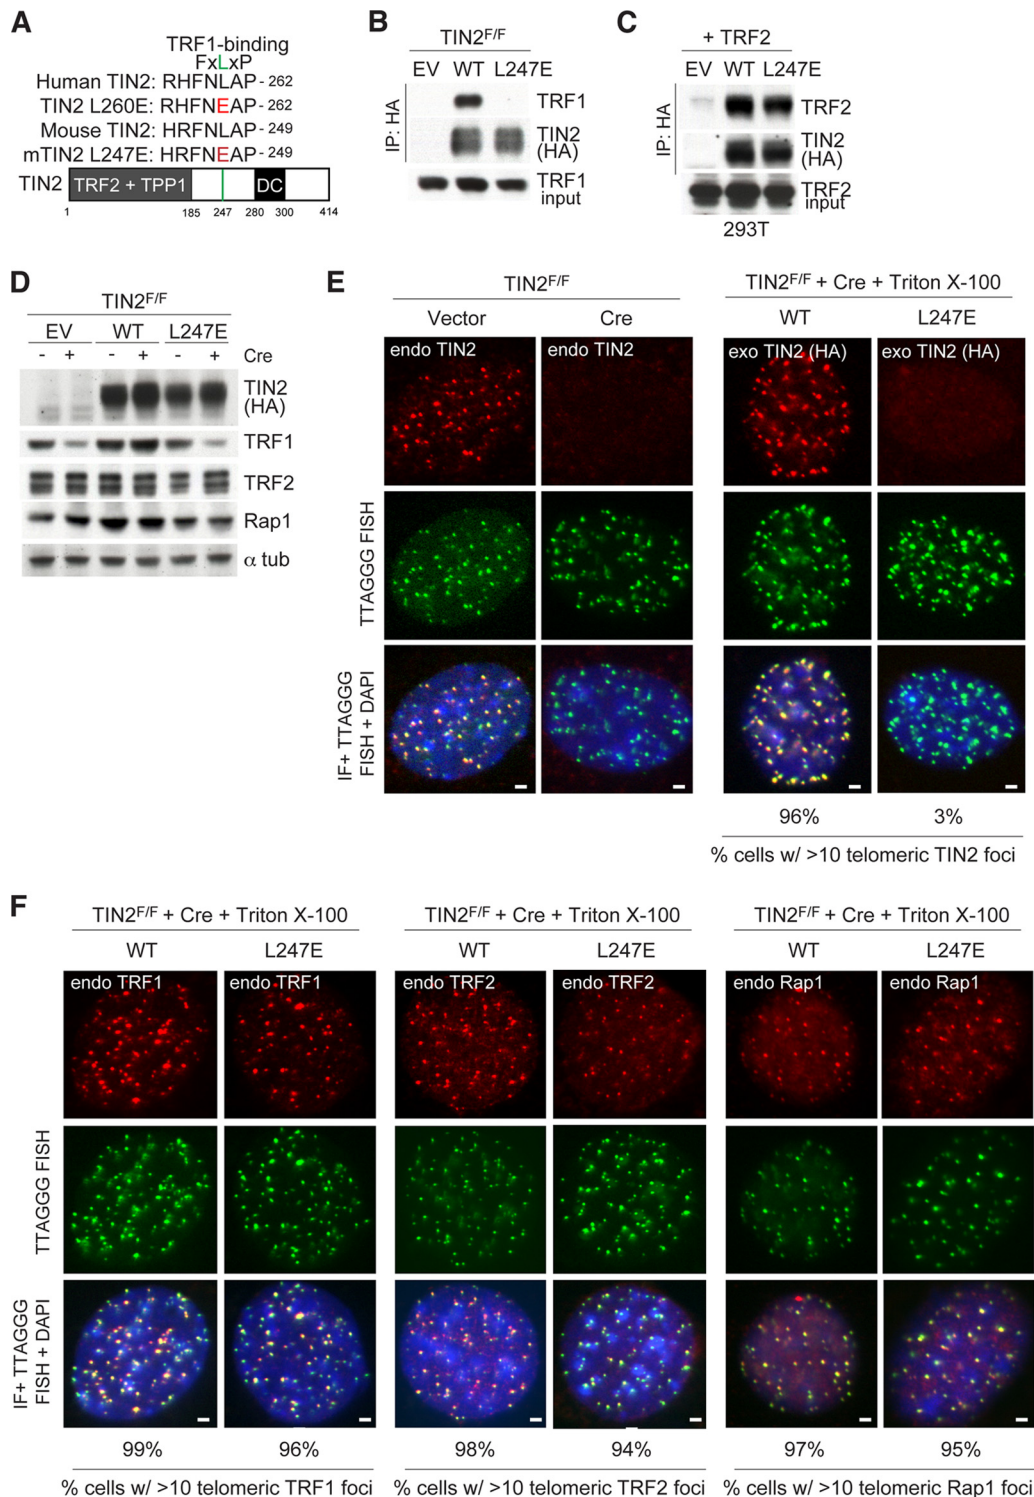 A
TRF1-binding
FxLxP
Human TIN2: RHFNLAP - 262
TIN2 L260E: RHFNEAP - 262
Mouse TIN2: HRFNLAP - 249
mTIN2 L247E: HRFNEAP - 249
TIN2 TRF2 + TPP1 DC
1 185 247 280 300 414
B
TIN2F/F
EV WT L247E
IP: HA
TRF1
TIN2
(HA)
TRF1
input
C
+ TRF2
EV WT L247E
IP: HA
TRF2
TIN2
(HA)
TRF2
input
293T
D
TIN2F/F
EV WT L247E
- + - + - + Cre
TIN2
(HA)
TRF1
TRF2
Rap1
α tub
E
TIN2F/F
Vector Cre
TIN2F/F + Cre + Triton X-100
WT L247E
endo TIN2 endo TIN2 exo TIN2 (HA) exo TIN2 (HA)
TTAGGG FISH
IF+ TTAGGG
FISH + DAPI
96% 3%
% cells w/ >10 telomeric TIN2 foci
F
TIN2F/F + Cre + Triton X-100 TIN2F/F + Cre + Triton X-100 TIN2F/F + Cre + Triton X-100
WT L247E WT L247E WT L247E
endo TRF1 endo TRF1 endo TRF2 endo TRF2 endo Rap1 endo Rap1
TTAGGG FISH
IF+ TTAGGG
FISH + DAPI
99% 96% 98% 94% 97% 95%
% cells w/ >10 telomeric TRF1 foci % cells w/ >10 telomeric TRF2 foci % cells w/ >10 telomeric Rap1 foci